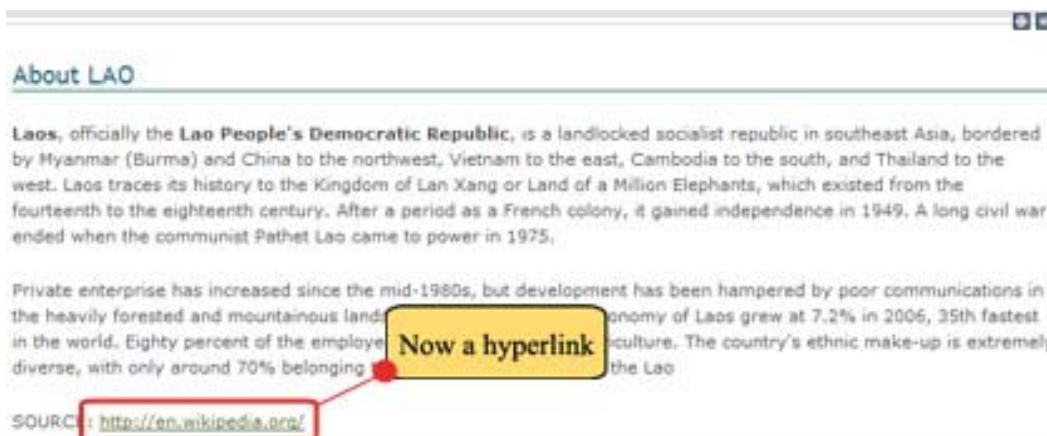 About LAO
Laos, officially the Lao People's Democratic Republic, is a landlocked socialist republic in southeast Asia, bordered
by Myanmar (Burma) and China to the northwest, Vietnam to the east, Cambodia to the south, and Thailand to the
west. Laos traces its history to the Kingdom of Lan Xang or Land of a Million Elephants, which existed from the
fourteenth to the eighteenth century. After a period as a French colony, it gained independence in 1949. A long civil war
ended when the communist Pathet Lao came to power in 1975.
Private enterprise has increased since the mid-1980s, but development has been hampered by poor communications in
the heavily forested and mountainous lands onomy of Laos grew at 7.2% in 2006, 35th fastest
in the world. Eighty percent of the employe Now a hyperlink iculture. The country's ethnic make-up is extremely
diverse, with only around 70% belonging the Lao
SOURCE: http://en.wikipedia.org/